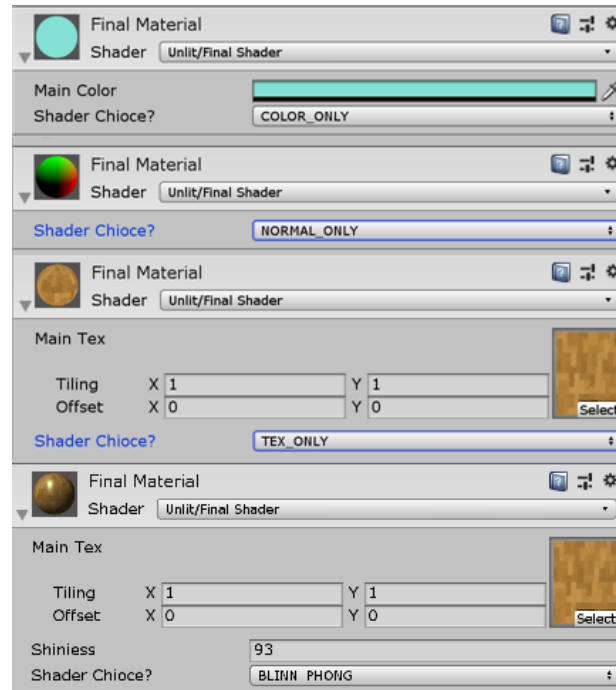 Final Material
Shader Unlit/Final Shader
Main Color
Shader Chioce? COLOR_ONLY
Final Material
Shader Unlit/Final Shader
Shader Chioce? NORMAL_ONLY
Final Material
Shader Unlit/Final Shader
Main Tex
Tiling X 1 Y 1
Offset X 0 Y 0
Select
Shader Chioce? TEX_ONLY
Final Material
Shader Unlit/Final Shader
Main Tex
Tiling X 1 Y 1
Offset X 0 Y 0
Select
Shiniess 93
Shader Chioce? BLINN PHONG